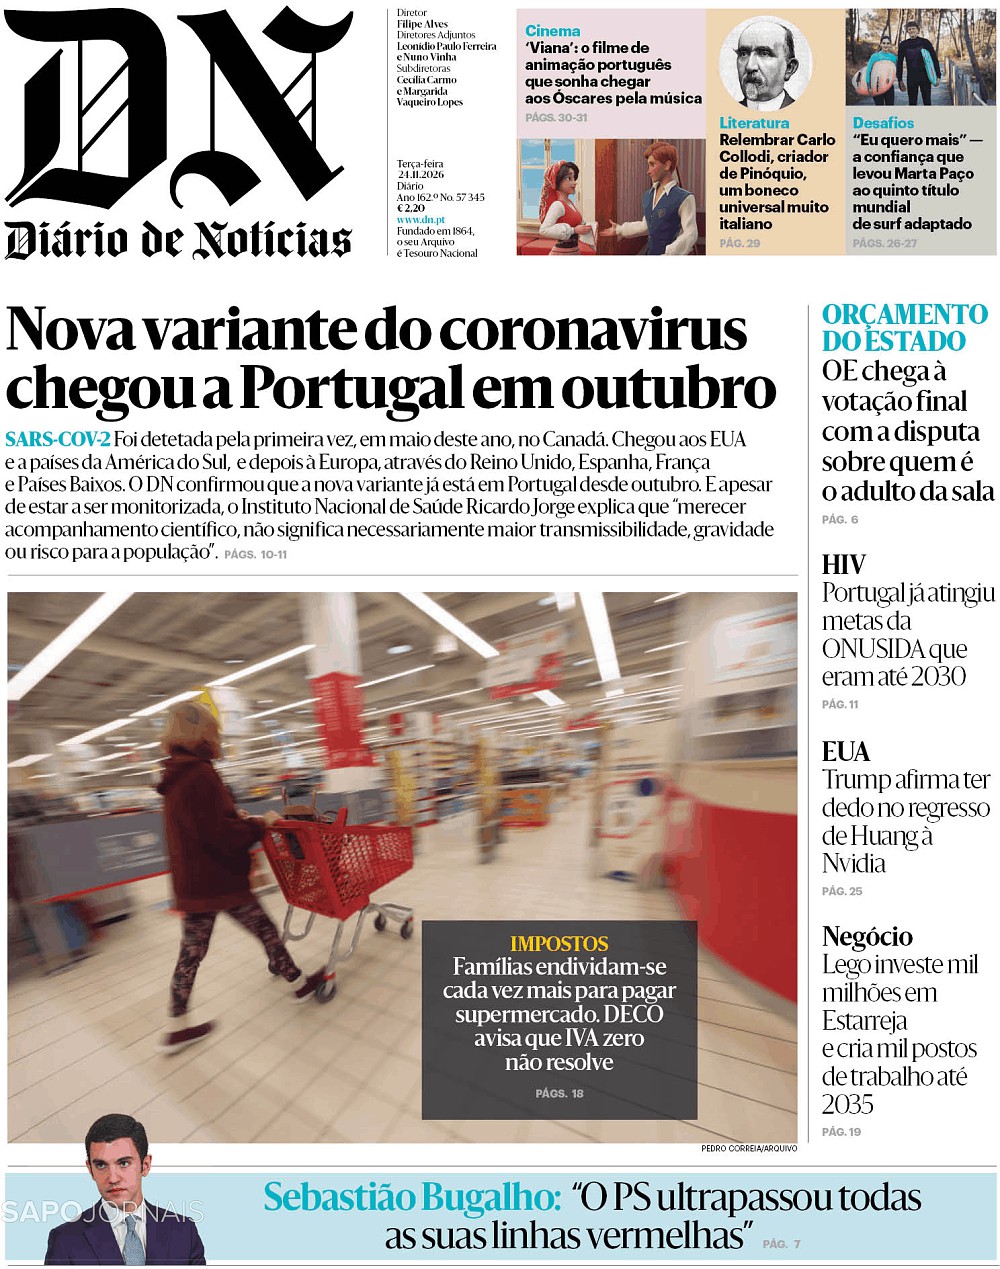 DN
Diário de Notícias
Diretor
Filipe Alves
Diretores Adjuntos
Leonídio Paulo Ferreira
e Nuno Vinha
Subdiretoras
Cecília Carmo
e Margarida
Vaqueiro Lopes
Terça-feira
24.11.2026
Diário
Ano 162.º No. 57 345
€ 2,20
www.dn.pt
Fundado em 1864,
o seu Arquivo
é Tesouro Nacional
Cinema
‘Viana’: o filme de
animação português
que sonha chegar
aos Óscares pela música
PÁGS. 30-31
Literatura
Relembrar Carlo
Collodi, criador
de Pinóquio,
um boneco
universal muito
italiano
PÁG. 29
Desafios
“Eu quero mais” —
a confiança que
levou Marta Paço
ao quinto título
mundial
de surf adaptado
PÁGS. 26-27
Nova variante do coronavirus
chegou a Portugal em outubro
SARS-COV-2 Foi detetada pela primeira vez, em maio deste ano, no Canadá. Chegou aos EUA
e a países da América do Sul, e depois à Europa, através do Reino Unido, Espanha, França
e Países Baixos. O DN confirmou que a nova variante já está em Portugal desde outubro. E apesar
de estar a ser monitorizada, o Instituto Nacional de Saúde Ricardo Jorge explica que “merecer
acompanhamento científico, não significa necessariamente maior transmissibilidade, gravidade
ou risco para a população”. PÁGS. 10-11
ORÇAMENTO
DO ESTADO
OE chega à
votação final
com a disputa
sobre quem é
o adulto da sala
PÁG. 6
HIV
Portugal já atingiu
metas da
ONUSIDA que
eram até 2030
PÁG. 11
EUA
Trump afirma ter
dedo no regresso
de Huang à
Nvidia
PÁG. 25
Negócio
Lego investe mil
milhões em
Estarreja
e cria mil postos
de trabalho até
2035
PÁG. 19
IMPOSTOS
Famílias endividam-se
cada vez mais para pagar
supermercado. DECO
avisa que IVA zero
não resolve
PÁGS. 18
PEDRO CORREIA/ARQUIVO
Sebastião Bugalho: “O PS ultrapassou todas
as suas linhas vermelhas” PÁG. 7
SAPOJORNAIS